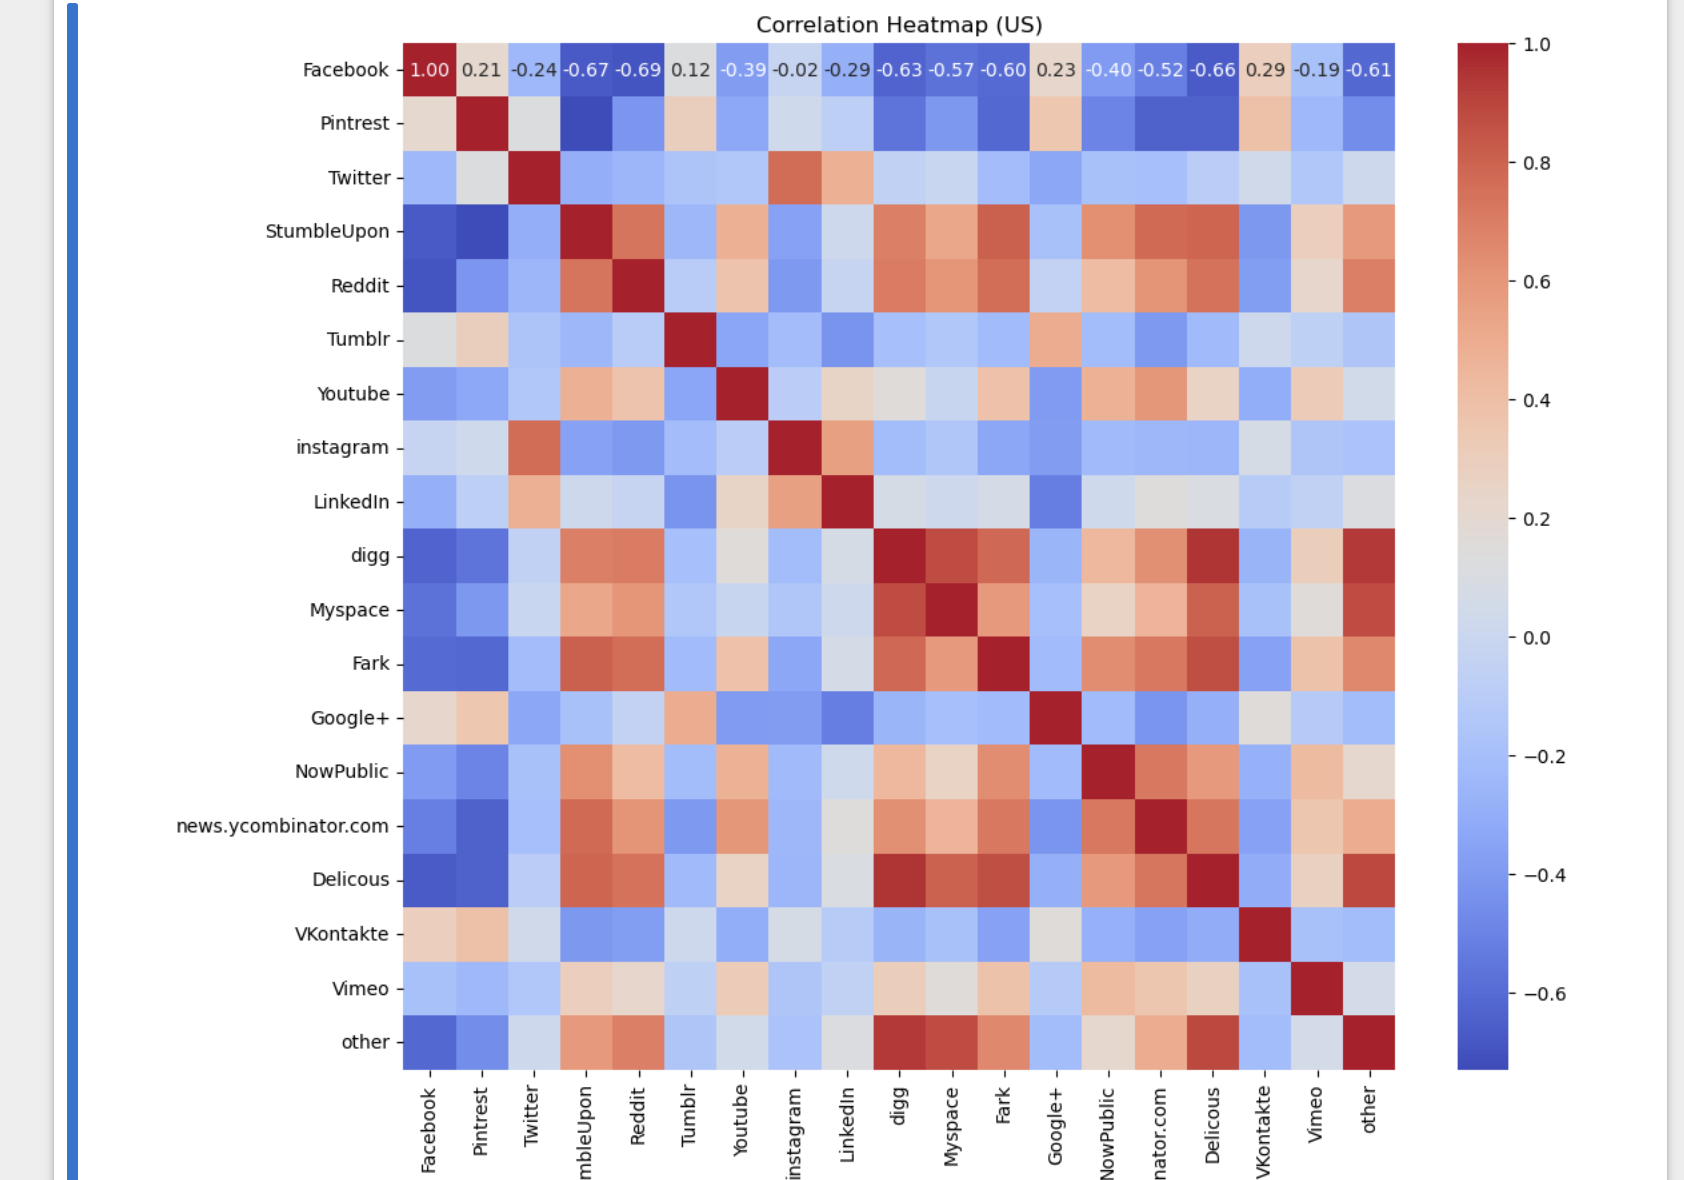 Correlation Heatmap (US)
Facebook 1.00 0.21 -0.24 -0.67 -0.69 0.12 -0.39 -0.02 -0.29 -0.63 -0.57 -0.60 0.23 -0.40 -0.52 -0.66 0.29 -0.19 -0.61
Pintrest
Twitter
StumbleUpon
Reddit
Tumblr
Youtube
instagram
LinkedIn
digg
Myspace
Fark
Google+
NowPublic
news.ycombinator.com
Delicous
VKontakte
Vimeo
other
Facebook
Pintrest
Twitter
mbleUpon
Reddit
Tumblr
Youtube
instagram
LinkedIn
digg
Myspace
Fark
Google+
NowPublic
nator.com
Delicous
VKontakte
Vimeo
other
1.0
0.8
0.6
0.4
0.2
0.0
−0.2
−0.4
−0.6